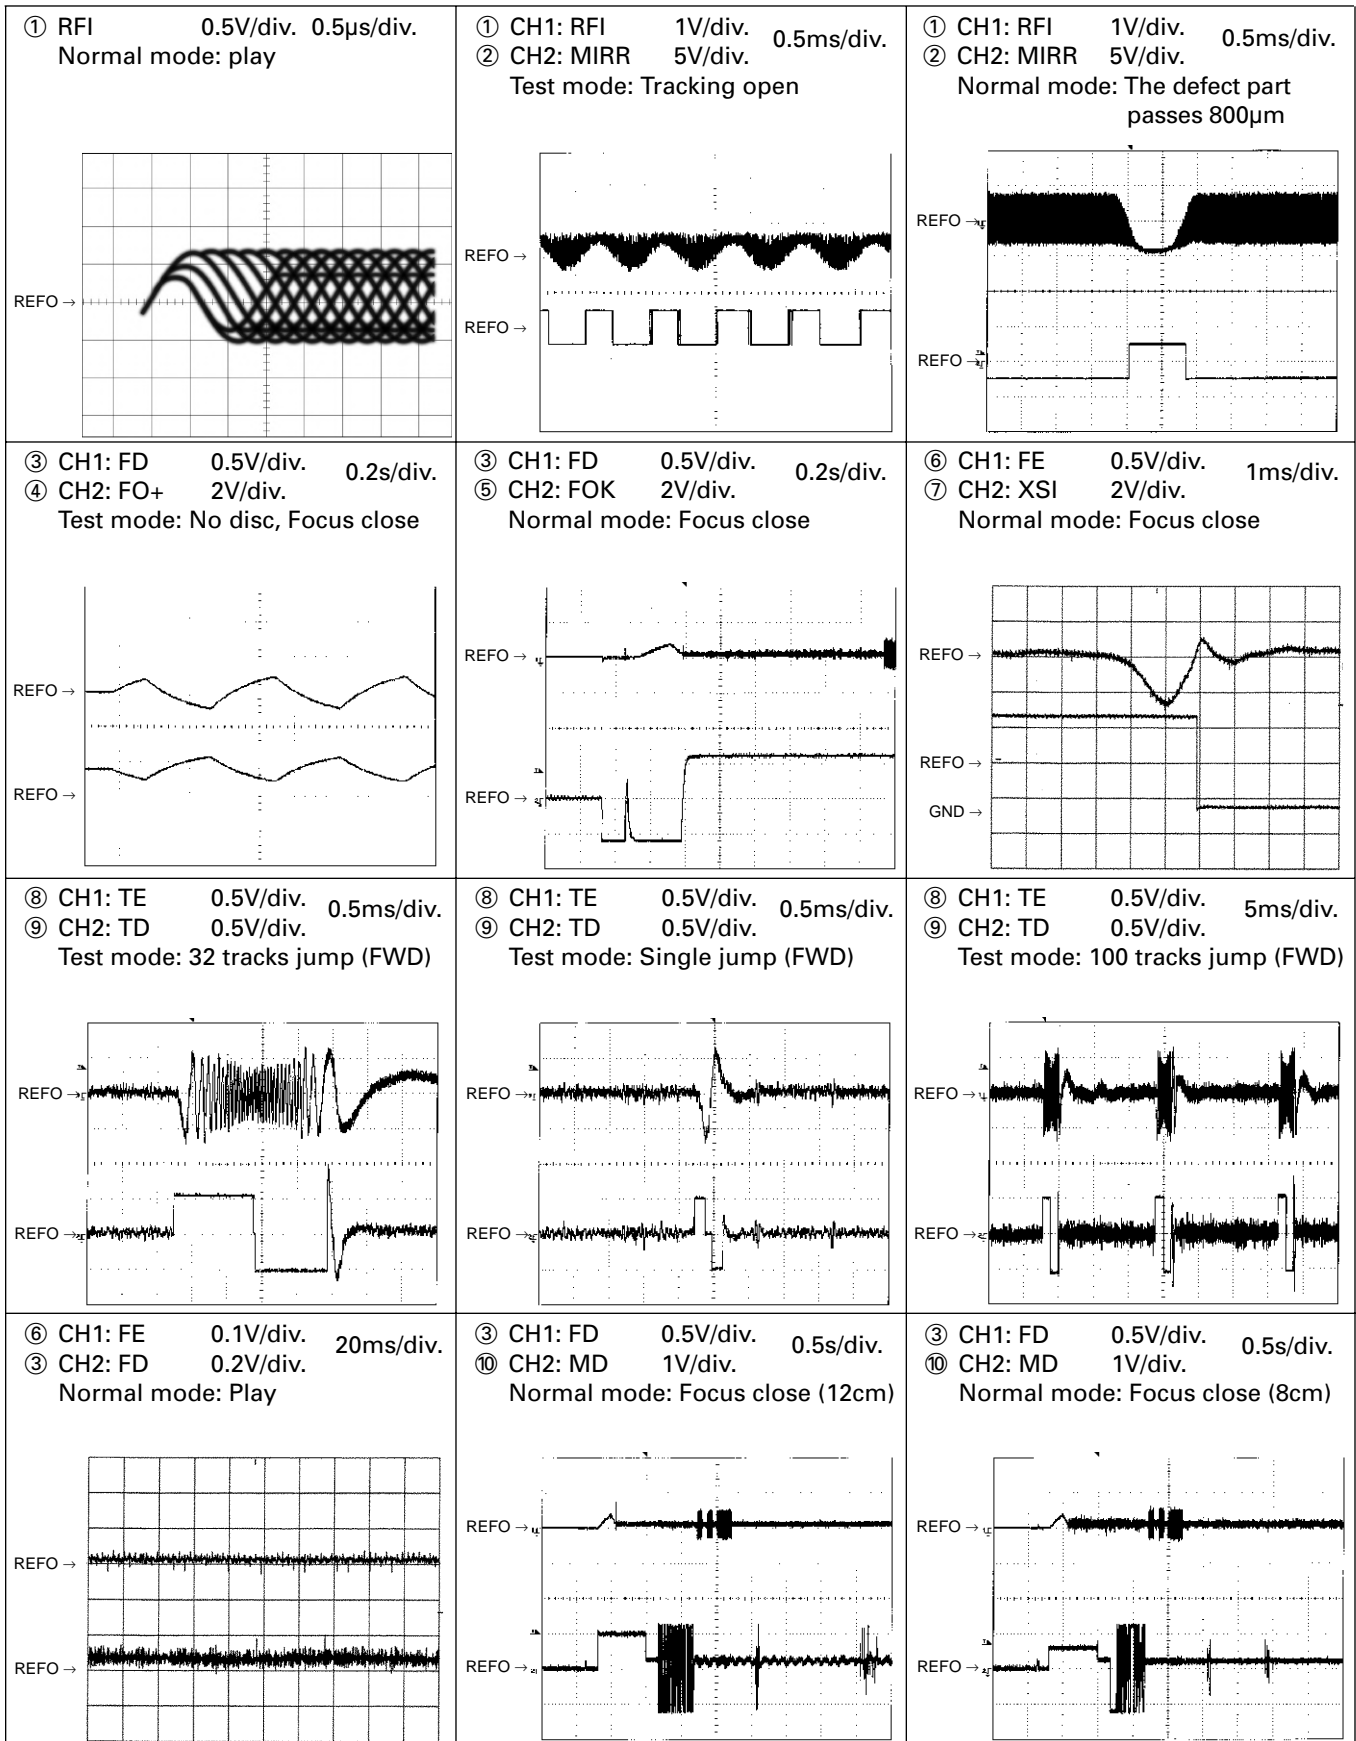 ① RFI 0.5V/div. 0.5µs/div.
Normal mode: play
REFO →
① CH1: RFI 1V/div. 0.5ms/div.
② CH2: MIRR 5V/div.
Test mode: Tracking open
REFO →
REFO →
① CH1: RFI 1V/div. 0.5ms/div.
② CH2: MIRR 5V/div.
Normal mode: The defect part
passes 800µm
REFO →
REFO →
③ CH1: FD 0.5V/div. 0.2s/div.
④ CH2: FO+ 2V/div.
Test mode: No disc, Focus close
REFO →
REFO →
③ CH1: FD 0.5V/div. 0.2s/div.
⑤ CH2: FOK 2V/div.
Normal mode: Focus close
REFO →
REFO →
⑥ CH1: FE 0.5V/div. 1ms/div.
⑦ CH2: XSI 2V/div.
Normal mode: Focus close
REFO →
REFO →
GND →
⑧ CH1: TE 0.5V/div. 0.5ms/div.
⑨ CH2: TD 0.5V/div.
Test mode: 32 tracks jump (FWD)
REFO →
REFO →
⑧ CH1: TE 0.5V/div. 0.5ms/div.
⑨ CH2: TD 0.5V/div.
Test mode: Single jump (FWD)
REFO →
REFO →
⑧ CH1: TE 0.5V/div. 5ms/div.
⑨ CH2: TD 0.5V/div.
Test mode: 100 tracks jump (FWD)
REFO →
REFO →
⑥ CH1: FE 0.1V/div. 20ms/div.
③ CH2: FD 0.2V/div.
Normal mode: Play
REFO →
REFO →
③ CH1: FD 0.5V/div. 0.5s/div.
⑩ CH2: MD 1V/div.
Normal mode: Focus close (12cm)
REFO →
REFO →
③ CH1: FD 0.5V/div. 0.5s/div.
⑩ CH2: MD 1V/div.
Normal mode: Focus close (8cm)
REFO →
REFO →